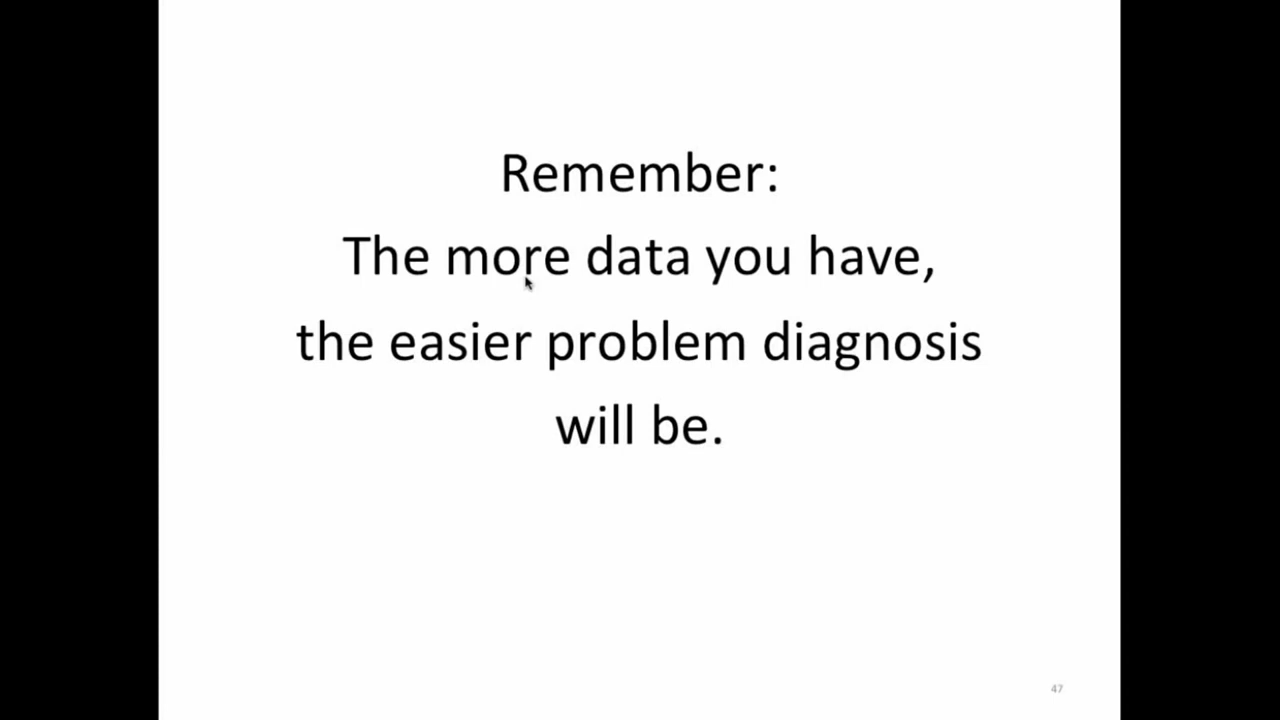 Remember:
The more data you have,
the easier problem diagnosis
will be.
47